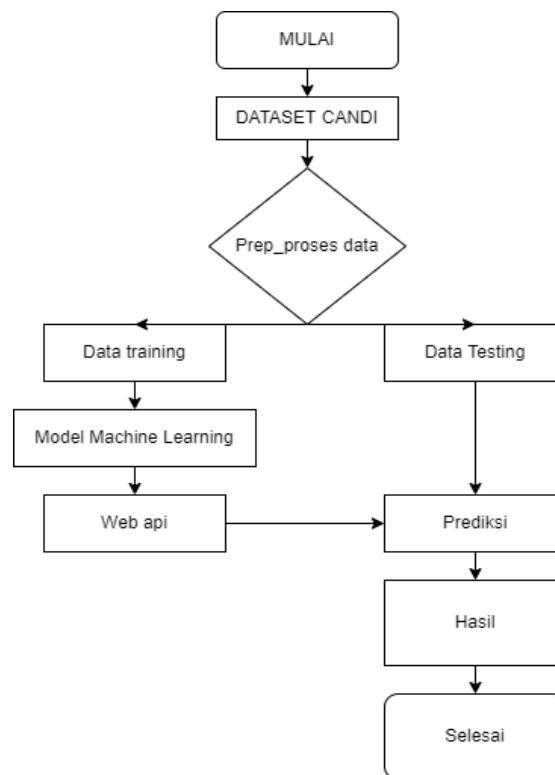 MULAI
DATASET CANDI
Prep_proses data
Data training
Data Testing
Model Machine Learning
Web api
Prediksi
Hasil
Selesai